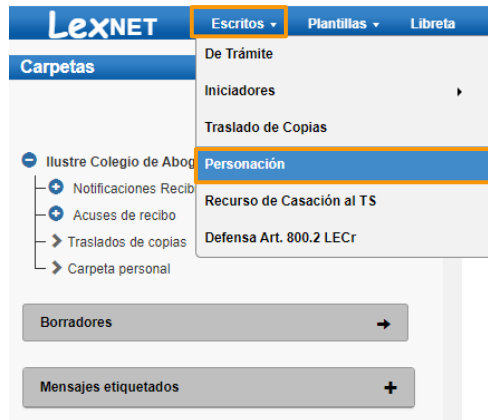 LexNET
Escritos Plantillas Libreta
Carpetas
De Trámite
Iniciadores
Traslado de Copias
Personación
Recurso de Casación al TS
Defensa Art. 800.2 LECr
Ilustre Colegio de Abog
Notificaciones Recib
Acuses de recibo
Traslados de copias
Carpeta personal
Borradores
Mensajes etiquetados